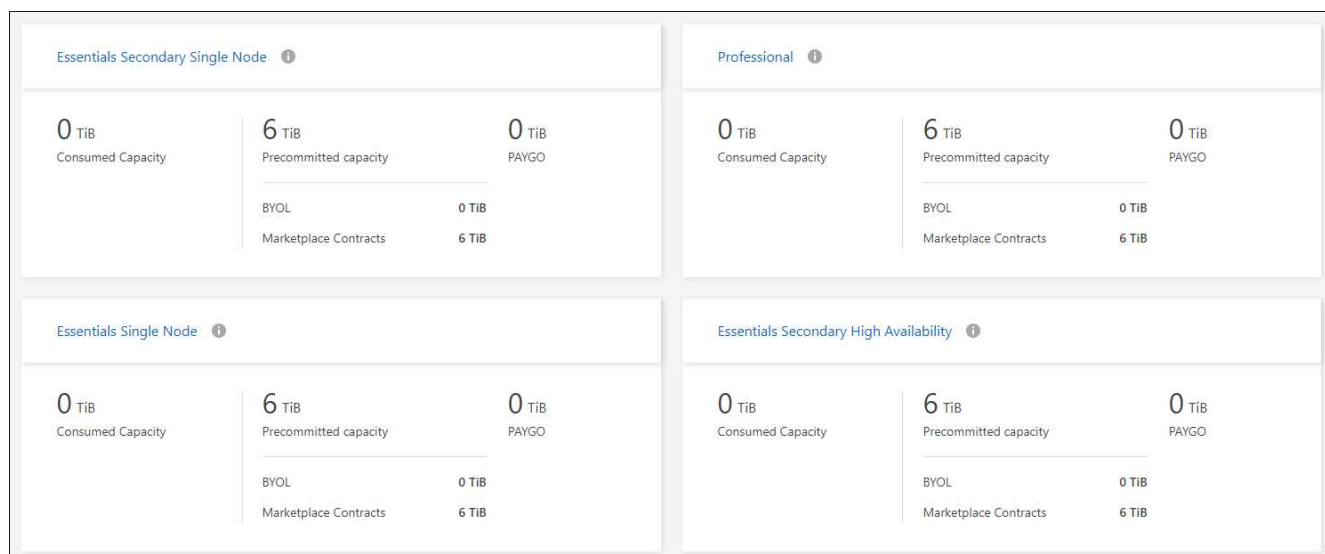 Essentials Secondary Single Node
0 TiB
Consumed Capacity
6 TiB
Precommitted capacity
0 TiB
PAYGO
BYOL 0 TiB
Marketplace Contracts 6 TiB
Professional
0 TiB
Consumed Capacity
6 TiB
Precommitted capacity
0 TiB
PAYGO
BYOL 0 TiB
Marketplace Contracts 6 TiB
Essentials Single Node
0 TiB
Consumed Capacity
6 TiB
Precommitted capacity
0 TiB
PAYGO
BYOL 0 TiB
Marketplace Contracts 6 TiB
Essentials Secondary High Availability
0 TiB
Consumed Capacity
6 TiB
Precommitted capacity
0 TiB
PAYGO
BYOL 0 TiB
Marketplace Contracts 6 TiB